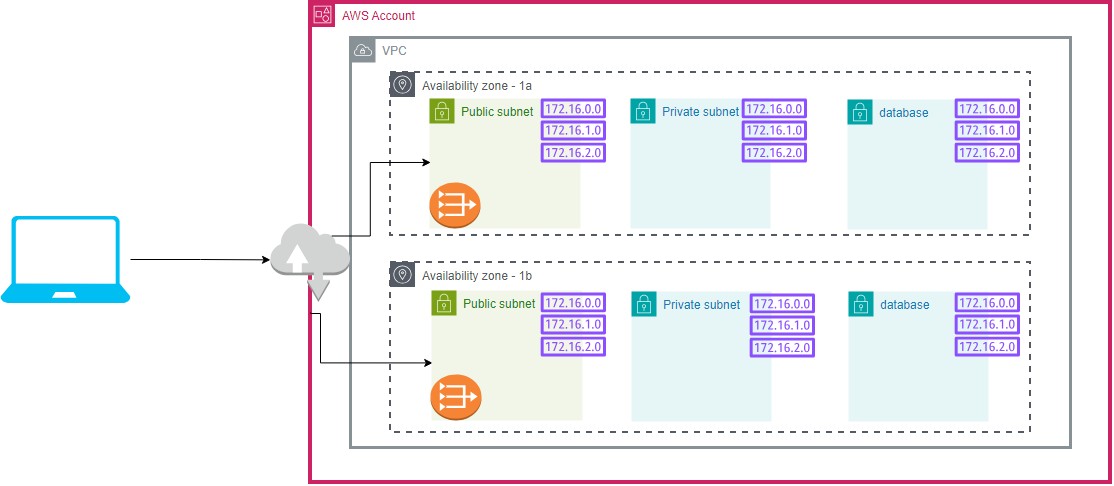 AWS Account
VPC
Availability zone - 1a
Public subnet
172.16.0.0
172.16.1.0
172.16.2.0
Private subnet
172.16.0.0
172.16.1.0
172.16.2.0
database
172.16.0.0
172.16.1.0
172.16.2.0
Availability zone - 1b
Public subnet
172.16.0.0
172.16.1.0
172.16.2.0
Private subnet
172.16.0.0
172.16.1.0
172.16.2.0
database
172.16.0.0
172.16.1.0
172.16.2.0